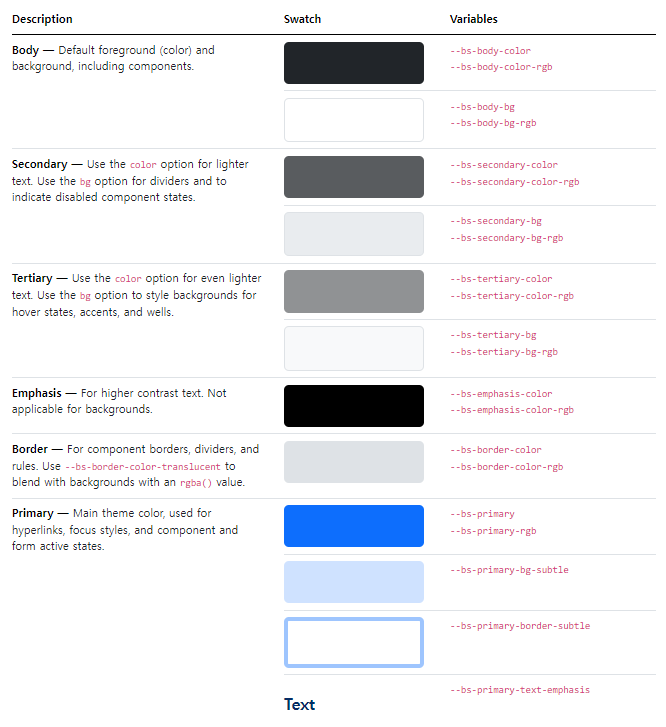 Description Swatch Variables
Body — Default foreground (color) and
background, including components.
--bs-body-color
--bs-body-color-rgb
--bs-body-bg
--bs-body-bg-rgb
Secondary — Use the color option for lighter
text. Use the bg option for dividers and to
indicate disabled component states.
--bs-secondary-color
--bs-secondary-color-rgb
--bs-secondary-bg
--bs-secondary-bg-rgb
Tertiary — Use the color option for even lighter
text. Use the bg option to style backgrounds for
hover states, accents, and wells.
--bs-tertiary-color
--bs-tertiary-color-rgb
--bs-tertiary-bg
--bs-tertiary-bg-rgb
Emphasis — For higher contrast text. Not
applicable for backgrounds.
--bs-emphasis-color
--bs-emphasis-color-rgb
Border — For component borders, dividers, and
rules. Use --bs-border-color-translucent to
blend with backgrounds with an rgba() value.
--bs-border-color
--bs-border-color-rgb
Primary — Main theme color, used for
hyperlinks, focus styles, and component and
form active states.
--bs-primary
--bs-primary-rgb
--bs-primary-bg-subtle
--bs-primary-border-subtle
Text
--bs-primary-text-emphasis